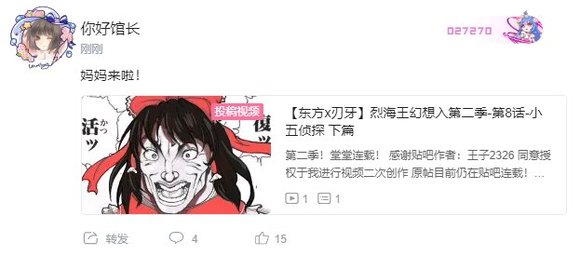 你好馆长
027270
刚刚
妈妈来啦！
投稿视频
活ッ
かつ
復ッ
【东方x刃牙】烈海王幻想入第二季-第8话-小
五侦探 下篇
第二季！堂堂连载！ 感谢贴吧作者：王子2326 同意授
权于我进行视频二次创作 原帖目前仍在贴吧连载！…
1 1
转发 4 15